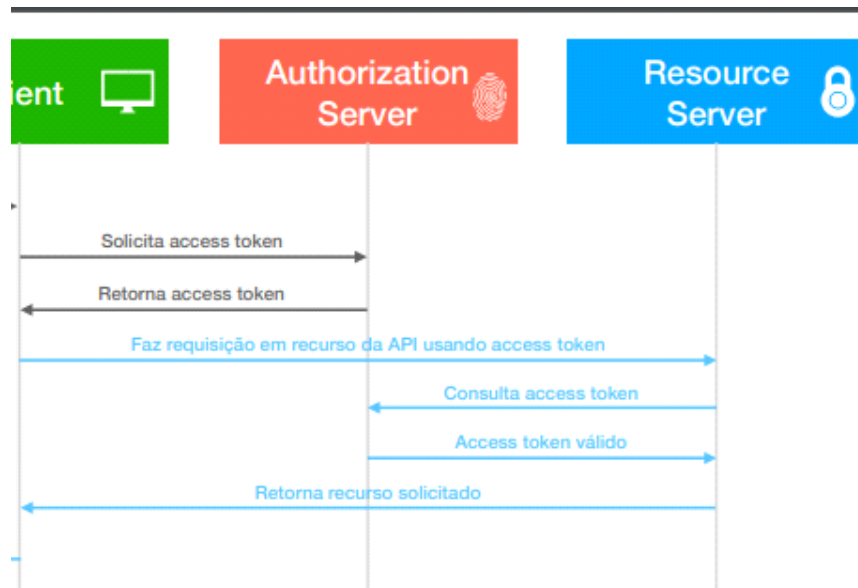 ient
Authorization
Server
Resource
Server
Solicita access token
Retorna access token
Faz requisição em recurso da API usando access token
Consulta access token
Access token válido
Retorna recurso solicitado